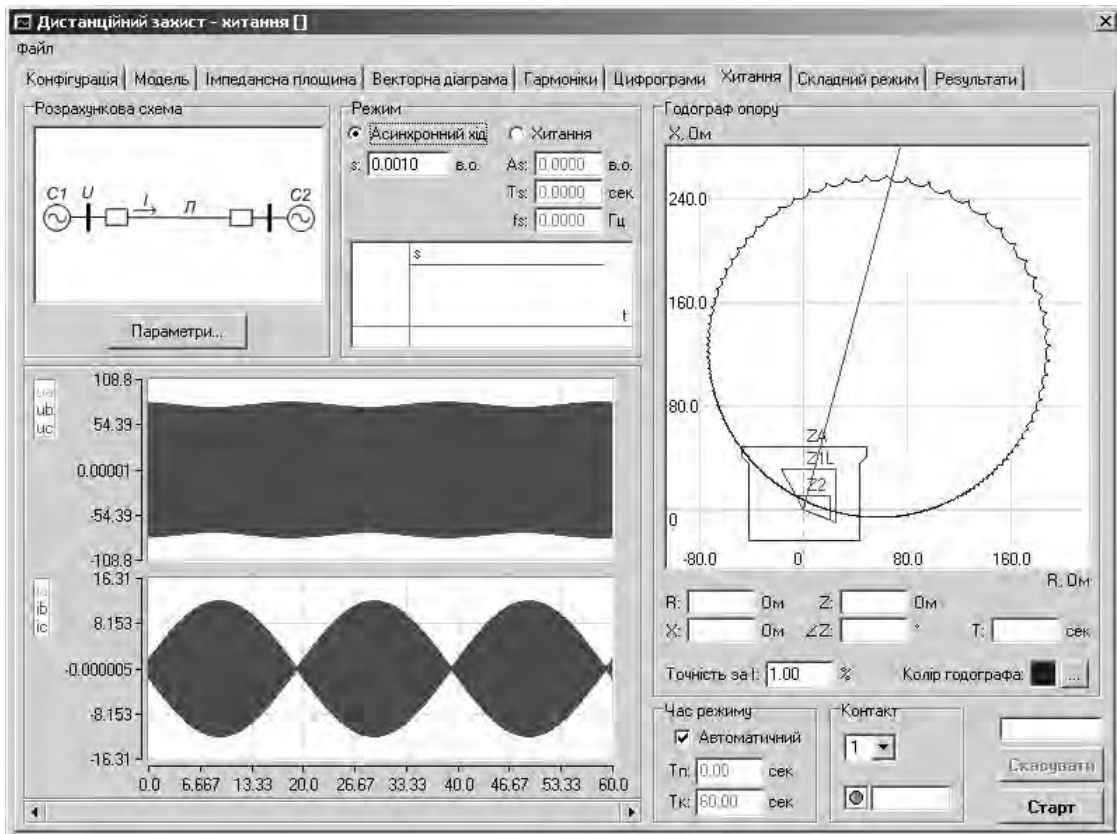 Дистанційний захист - хитання []
Файл
Конфігурація Модель Імпедансна площина Векторна діаграма Гармоніки Цифрограми Хитання Складний режим Результати
Розрахункова схема
C1 U I Л C2
Параметри...
Режим
Асинхронний хід Хитання
s: 0.0010 в.о. As: 0.0000 в.о.
Ts: 0.0000 сек
fs: 0.0000 Гц
s
t
Годограф опору
X, Ом
240.0
160.0
80.0
0
ZA
Z1L
Z2
-80.0 0 80.0 160.0
R: Ом
R: Ом Z: Ом
X: Ом ∠Z: ° T: сек
Точність за I: 1.00 % Колір годографа: ...
ua
ub
uc
108.8
54.39
0.00001
-54.39
-108.8
ia
ib
ic
16.31
8.153
-0.000005
-8.153
-16.31
0.0 6.667 13.33 20.0 26.67 33.33 40.0 46.67 53.33 60.0
Час режиму
Автоматичний
Тп: 0.00 сек
Тк: 60.00 сек
Контакт
1
Скасувати
Старт